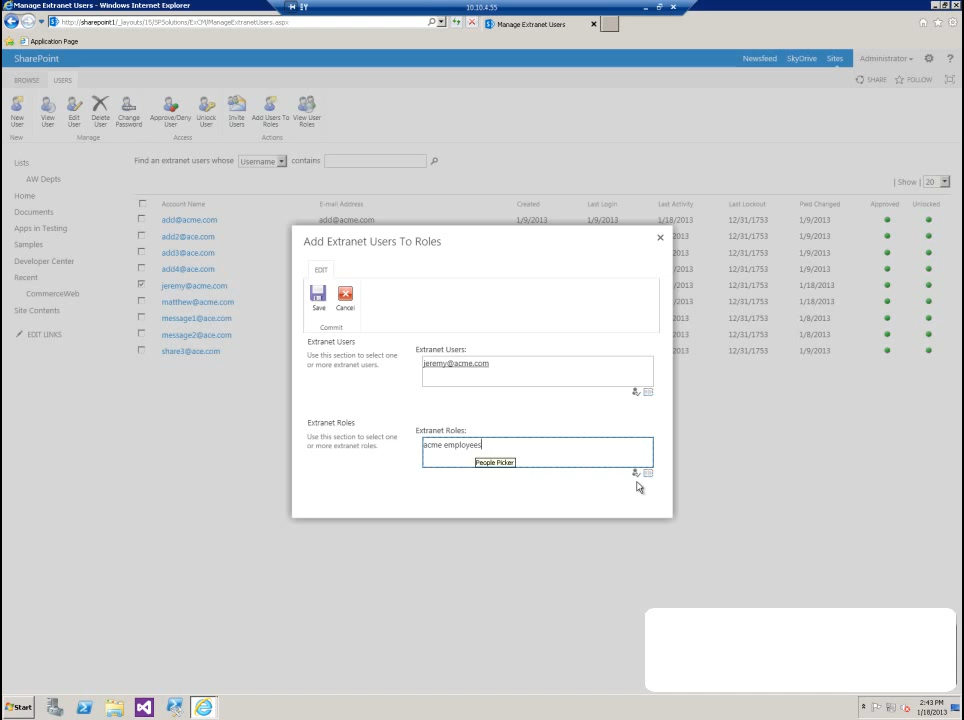 Manage Extranet Users - Windows Internet Explorer
10.10.4.55
http://sharepoint1/_layouts/15/SPSolutions/ExCM/ManageExtranetUsers.aspx
Manage Extranet Users
Application Page
SharePoint
Newsfeed SkyDrive Sites Administrator ?
BROWSE USERS
SHARE FOLLOW
New User View User Edit User Delete User Change Password Approve/Deny User Unlock User Invite Users Add Users To Roles View User Roles
New Manage Access Actions
Find an extranet users whose Username contains
Lists
AW Depts
Home
Documents
Apps in Testing
Samples
Developer Center
Recent
CommerceWeb
Site Contents
EDIT LINKS
| Show | 20
Account Name E-mail Address Created Last Login Last Activity Last Lockout Pwd Changed Approved Unlocked
add@acme.com add@acme.com 1/9/2013 1/9/2013 1/18/2013 12/31/1753 1/9/2013
add2@ace.com 2013 12/31/1753 1/9/2013
add3@ace.com /2013 12/31/1753 1/9/2013
add4@ace.com /2013 12/31/1753 1/9/2013
jeremy@acme.com /2013 12/31/1753 1/18/2013
matthew@acme.com /2013 12/31/1753 1/18/2013
message1@ace.com 2013 12/31/1753 1/8/2013
message2@ace.com 2013 12/31/1753 1/8/2013
share3@ace.com 2013 12/31/1753 1/9/2013
Add Extranet Users To Roles
EDIT
Save Cancel
Commit
Extranet Users
Use this section to select one
or more extranet users.
Extranet Users:
jeremy@acme.com
Extranet Roles
Use this section to select one
or more extranet roles.
Extranet Roles:
acme employees
People Picker
Start
2:43 PM
1/18/2013